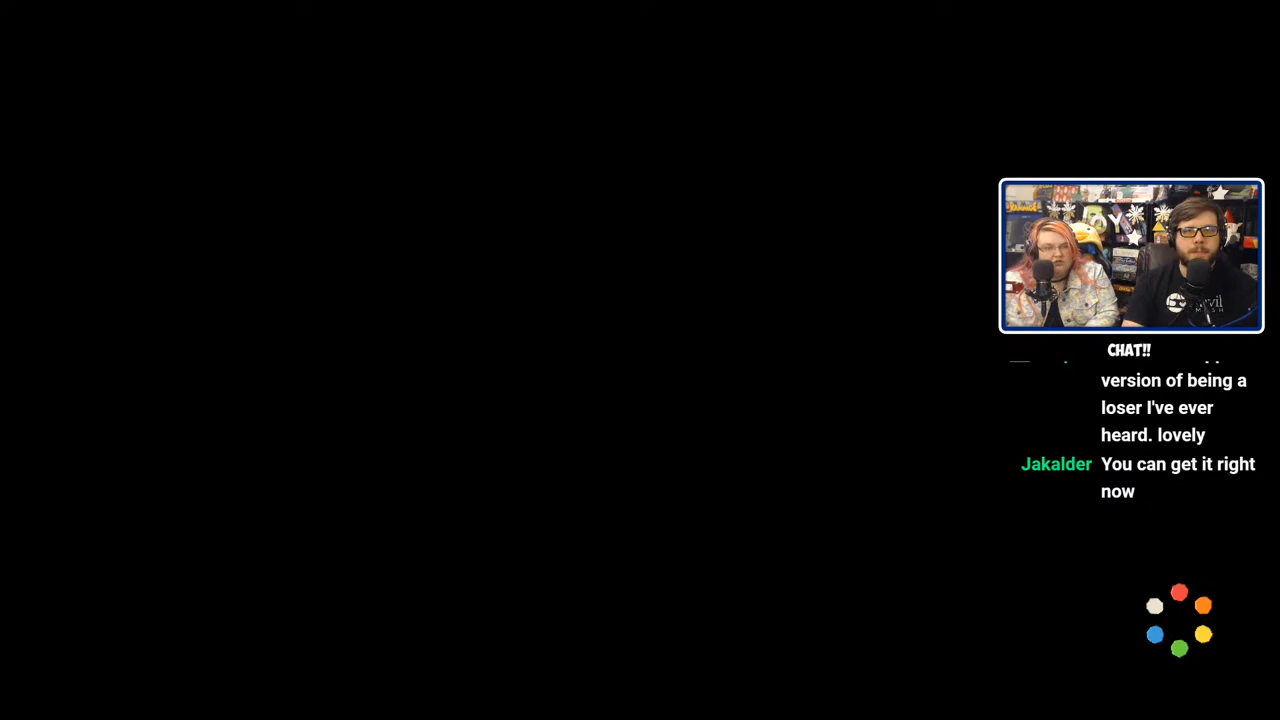 CHAT!!
version of being a
loser I've ever
heard. lovely
Jakalder You can get it right
now